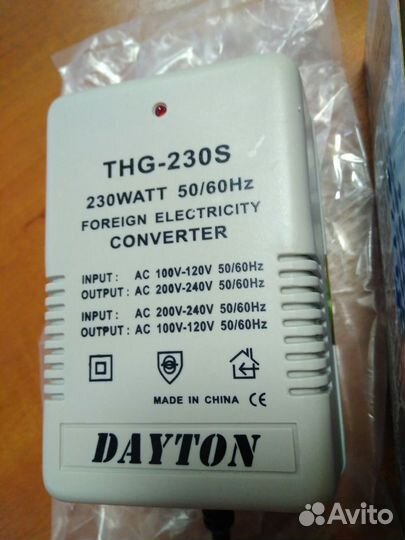 THG-230S
230WATT 50/60Hz
FOREIGN ELECTRICITY
CONVERTER
INPUT : AC 100V-120V 50/60Hz
OUTPUT : AC 200V-240V 50/60Hz
INPUT : AC 200V-240V 50/60Hz
OUTPUT : AC 100V-120V 50/60Hz
MADE IN CHINA CE
DAYTON
Avito